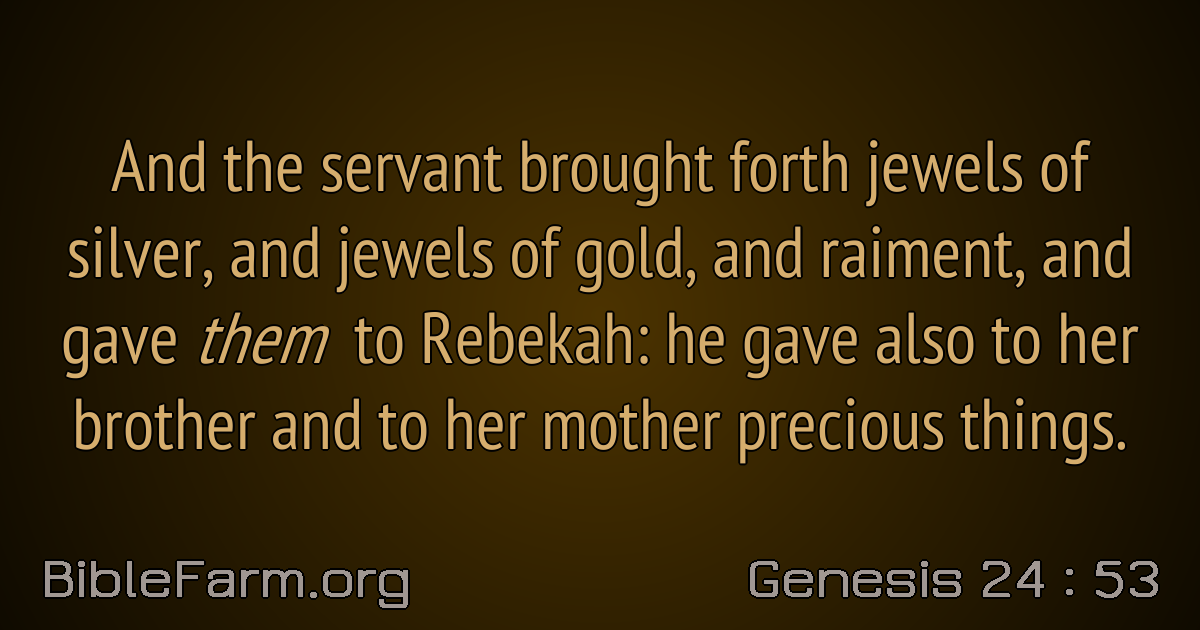 And the servant brought forth jewels of
silver, and jewels of gold, and raiment, and
gave them to Rebekah: he gave also to her
brother and to her mother precious things.
BibleFarm.org
Genesis 24 : 53